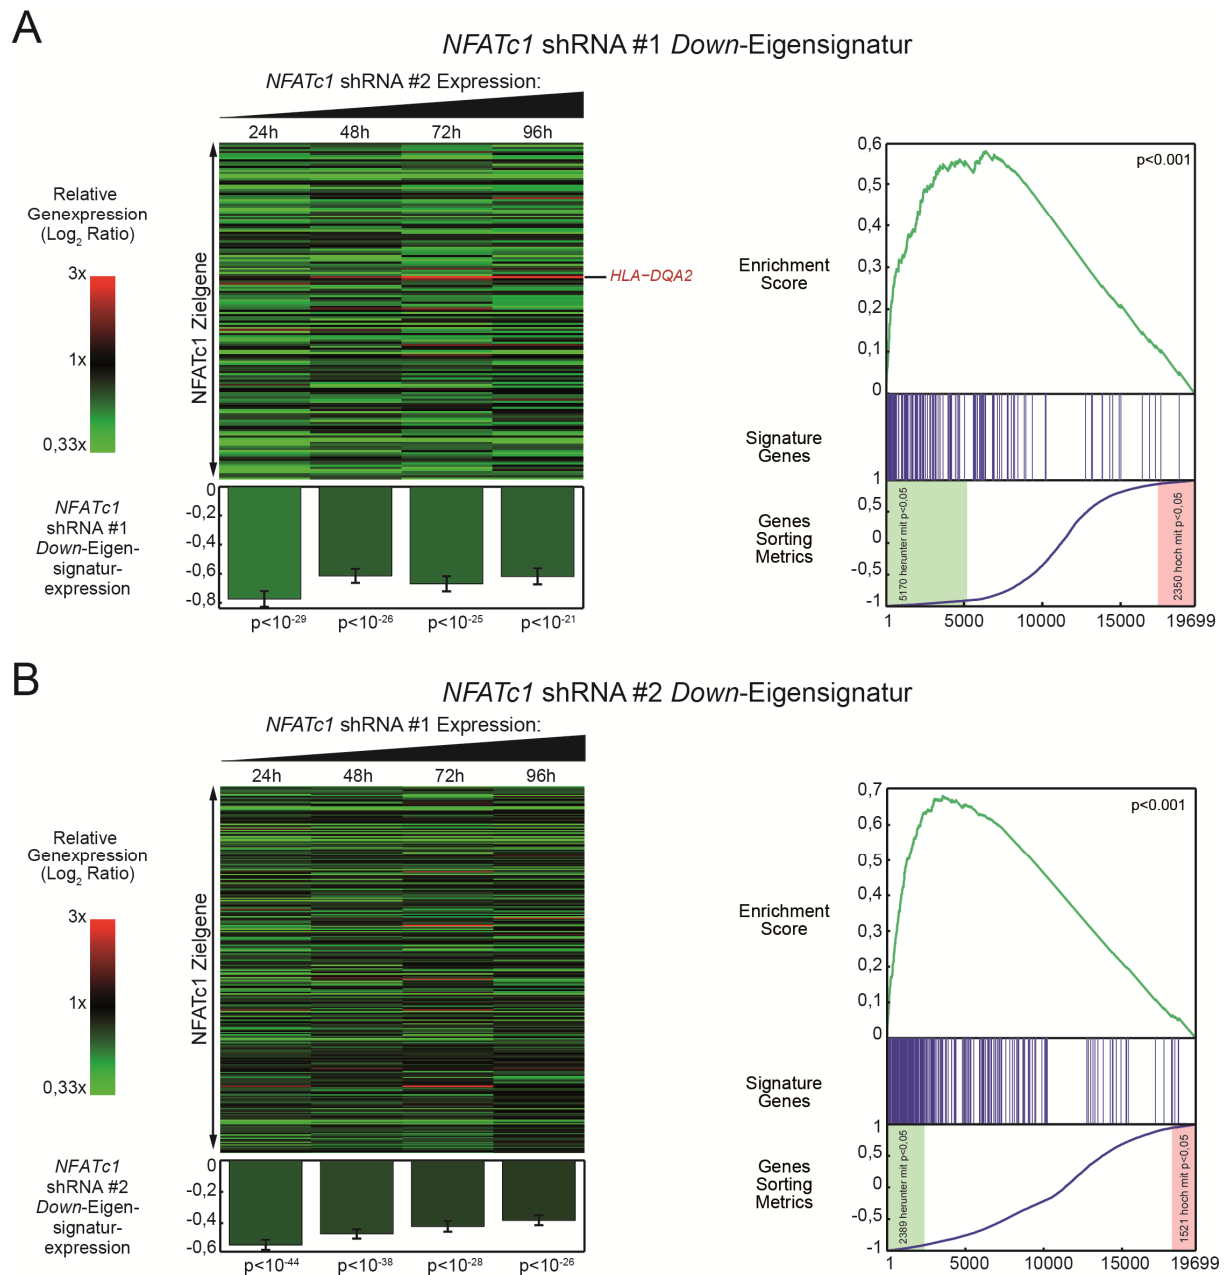 A
NFATc1 shRNA #1 Down-Eigensignatur
NFATc1 shRNA #2 Expression:
24h 48h 72h 96h
Relative
Genexpression
(Log2 Ratio)
3x
1x
0,33x
NFATc1 Zielgene
HLA−DQA2
NFATc1
shRNA #1
Down-Eigen-
signatur-
expression
0
-0,2
-0,4
-0,6
-0,8
p<10-29 p<10-26 p<10-25 p<10-21
Enrichment
Score
0,6
0,5
0,4
0,3
0,2
0,1
0
p<0.001
Signature
Genes
Genes
Sorting
Metrics
1
0,5
0
-0,5
-1
5170 herunter mit p<0,05
2350 hoch mit p<0,05
1 5000 10000 15000 19699
B
NFATc1 shRNA #2 Down-Eigensignatur
NFATc1 shRNA #1 Expression:
24h 48h 72h 96h
Relative
Genexpression
(Log2 Ratio)
3x
1x
0,33x
NFATc1 Zielgene
NFATc1
shRNA #2
Down-Eigen-
signatur-
expression
0
-0,2
-0,4
-0,6
p<10-44 p<10-38 p<10-28 p<10-26
Enrichment
Score
0,7
0,6
0,5
0,4
0,3
0,2
0,1
0
p<0.001
Signature
Genes
Genes
Sorting
Metrics
1
0,5
0
-0,5
-1
2389 herunter mit p<0,05
1521 hoch mit p<0,05
1 5000 10000 15000 19699